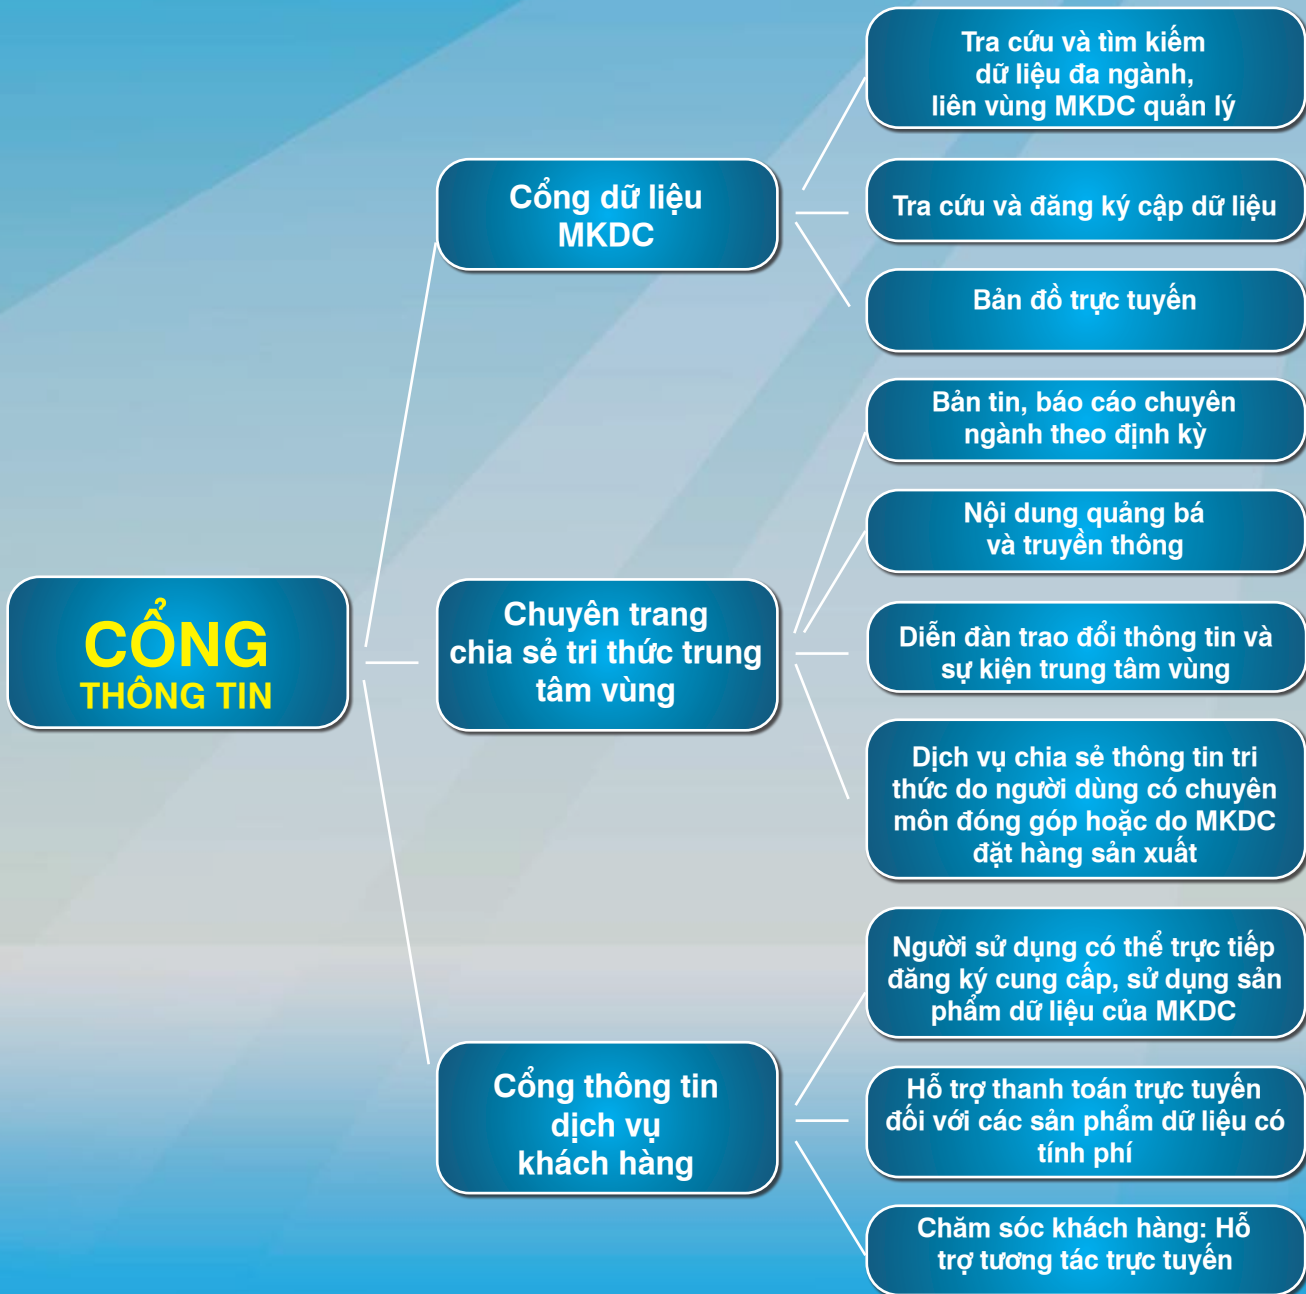 CỔNG
THÔNG TIN
Cổng dữ liệu
MKDC
Tra cứu và tìm kiếm
dữ liệu đa ngành,
liên vùng MKDC quản lý
Tra cứu và đăng ký cập dữ liệu
Bản đồ trực tuyến
Chuyên trang
chia sẻ tri thức trung
tâm vùng
Bản tin, báo cáo chuyên
ngành theo định kỳ
Nội dung quảng bá
và truyền thông
Diễn đàn trao đổi thông tin và
sự kiện trung tâm vùng
Dịch vụ chia sẻ thông tin tri
thức do người dùng có chuyên
môn đóng góp hoặc do MKDC
đặt hàng sản xuất
Cổng thông tin
dịch vụ
khách hàng
Người sử dụng có thể trực tiếp
đăng ký cung cấp, sử dụng sản
phẩm dữ liệu của MKDC
Hỗ trợ thanh toán trực tuyến
đối với các sản phẩm dữ liệu có
tính phí
Chăm sóc khách hàng: Hỗ
trợ tương tác trực tuyến